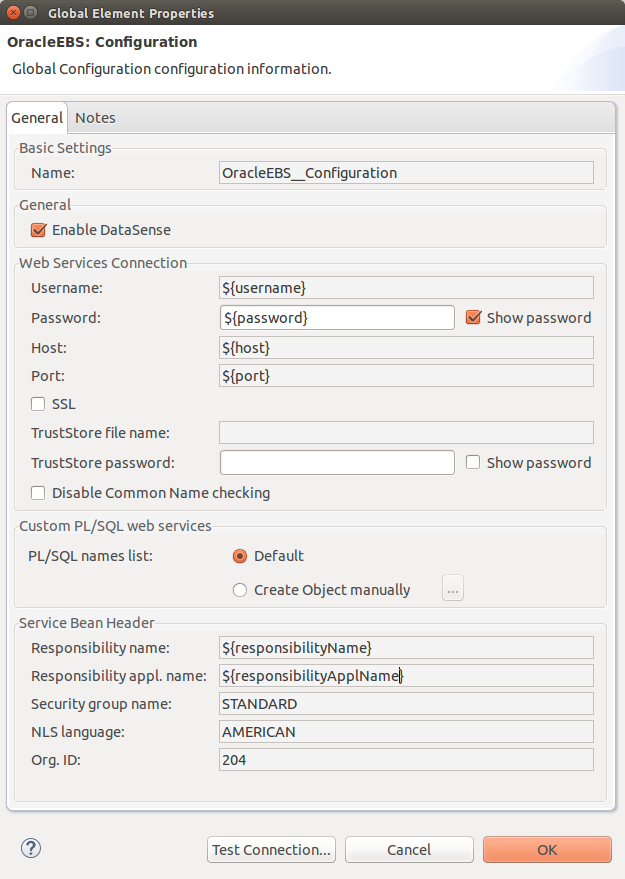 Global Element Properties
OracleEBS: Configuration
Global Configuration configuration information.
General Notes
Basic Settings
Name: OracleEBS__Configuration
General
Enable DataSense
Web Services Connection
Username: ${username}
Password: ${password} Show password
Host: ${host}
Port: ${port}
SSL
TrustStore file name:
TrustStore password: Show password
Disable Common Name checking
Custom PL/SQL web services
PL/SQL names list: Default
Create Object manually ...
Service Bean Header
Responsibility name: ${responsibilityName}
Responsibility appl. name: ${responsibilityApplName}
Security group name: STANDARD
NLS language: AMERICAN
Org. ID: 204
? Test Connection... Cancel OK